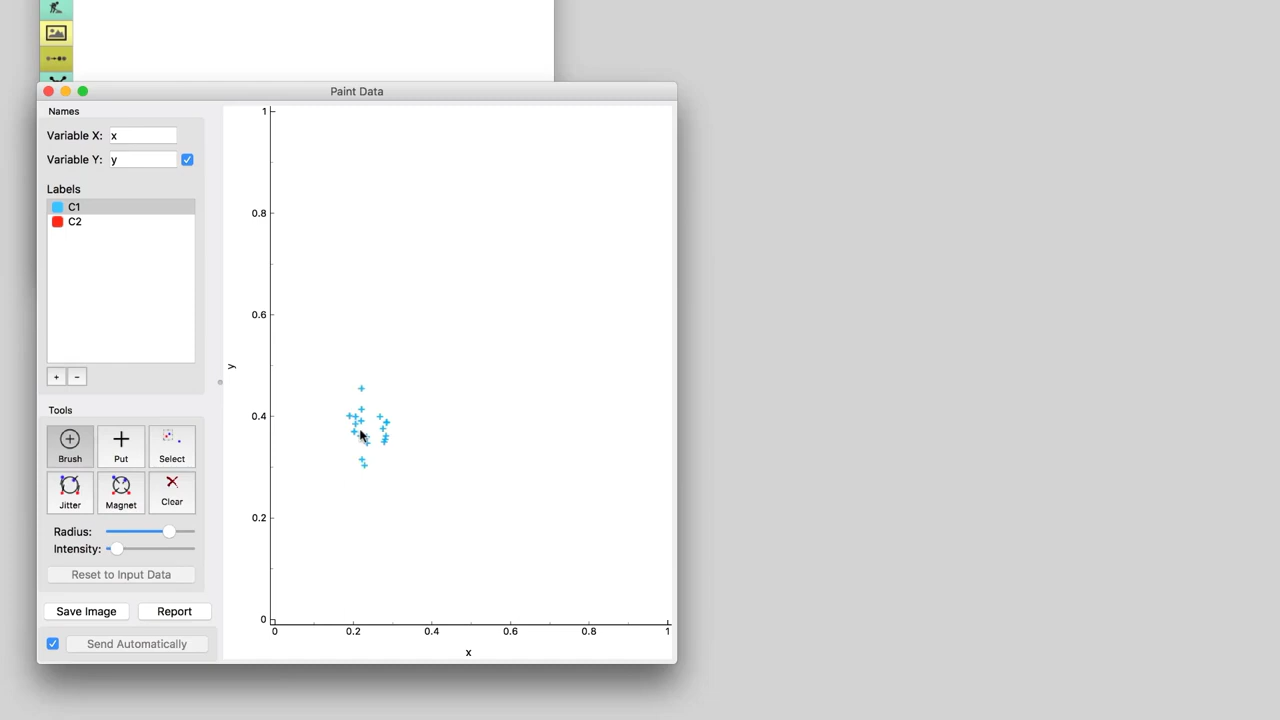 Paint Data
Names
Variable X: x
Variable Y: y
Labels
C1
C2
+ −
Tools
Brush Put Select
Jitter Magnet Clear
Radius:
Intensity:
Reset to Input Data
Save Image Report
Send Automatically
1
0.8
0.6
y
0.4
0.2
0
0 0.2 0.4 0.6 0.8 1
x